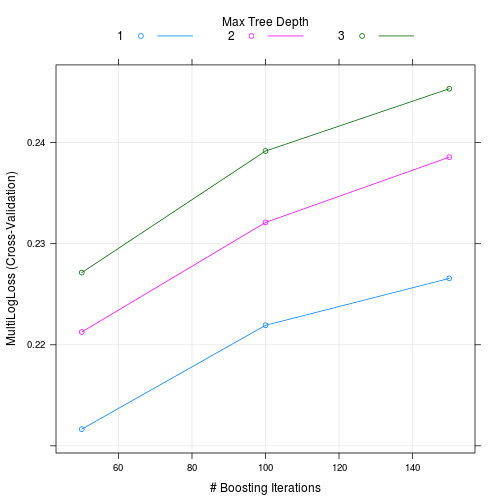 Max Tree Depth
1 2 3
0.24
0.23
0.22
MultiLogLoss (Cross-Validation)
60 80 100 120 140
# Boosting Iterations